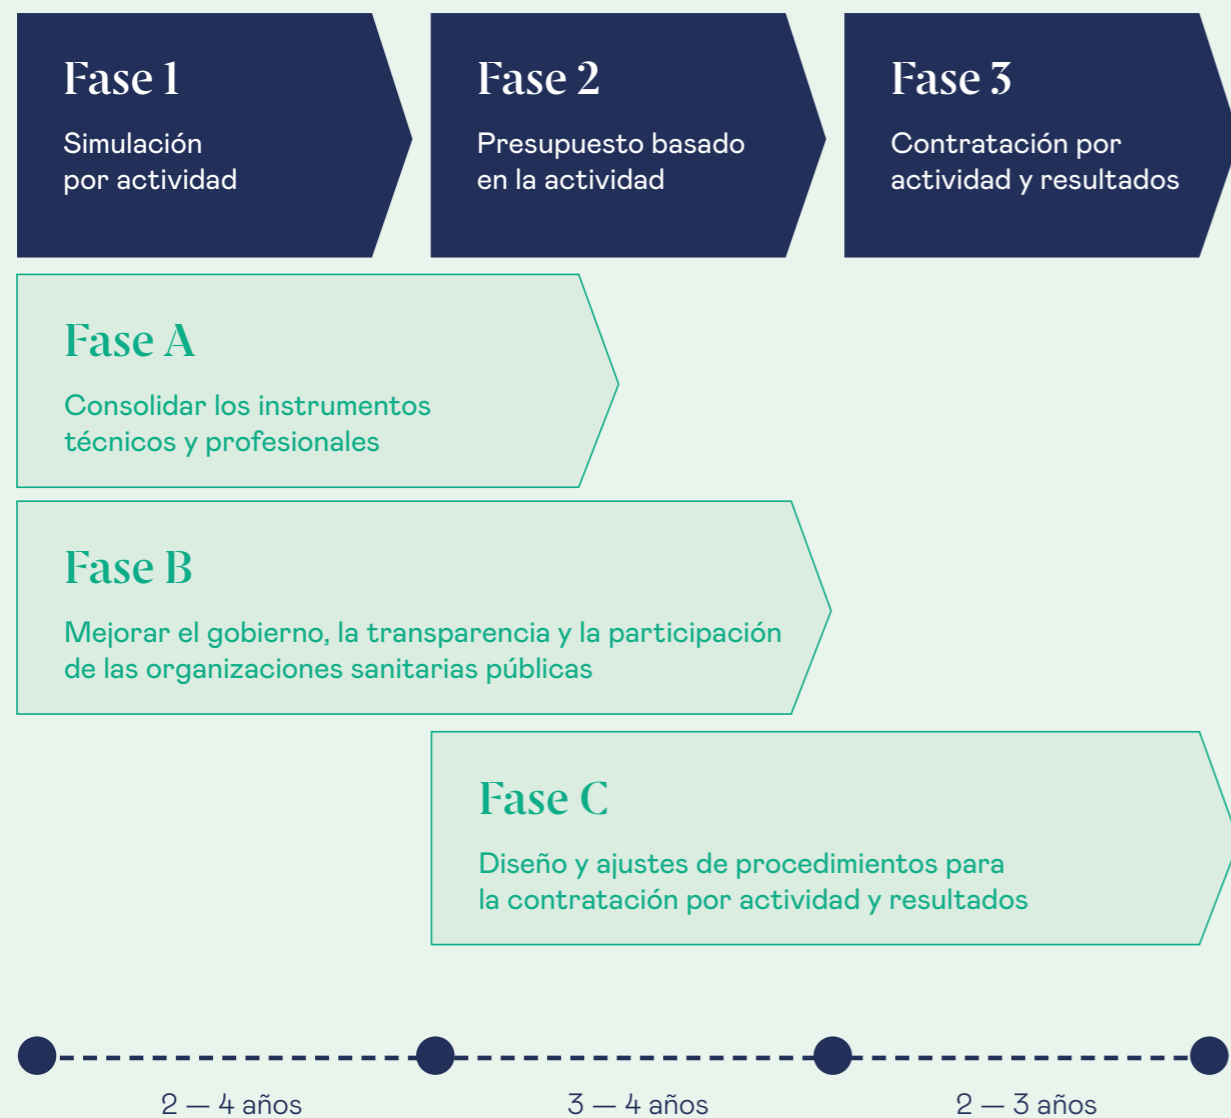 Fase 1
Simulación
por actividad
Fase 2
Presupuesto basado
en la actividad
Fase 3
Contratación por
actividad y resultados
Fase A
Consolidar los instrumentos
técnicos y profesionales
Fase B
Mejorar el gobierno, la transparencia y la participación
de las organizaciones sanitarias públicas
Fase C
Diseño y ajustes de procedimientos para
la contratación por actividad y resultados
2 — 4 años
3 — 4 años
2 — 3 años